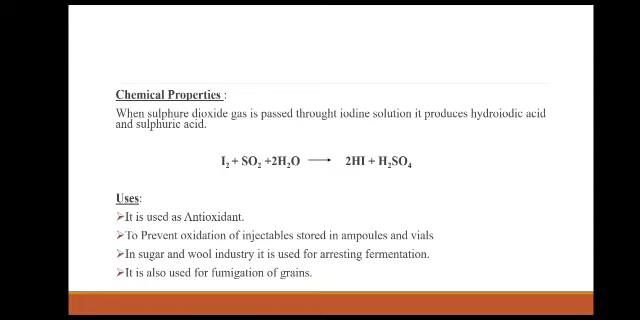 Chemical Properties :
When sulphure dioxide gas is passed throught iodine solution it produces hydroiodic acid
and sulphuric acid.
I₂ + SO₂ +2H₂O ⟶ 2HI + H₂SO₄
Uses:
➢It is used as Antioxidant.
➢To Prevent oxidation of injectables stored in ampoules and vials
➢In sugar and wool industry it is used for arresting fermentation.
➢It is also used for fumigation of grains.